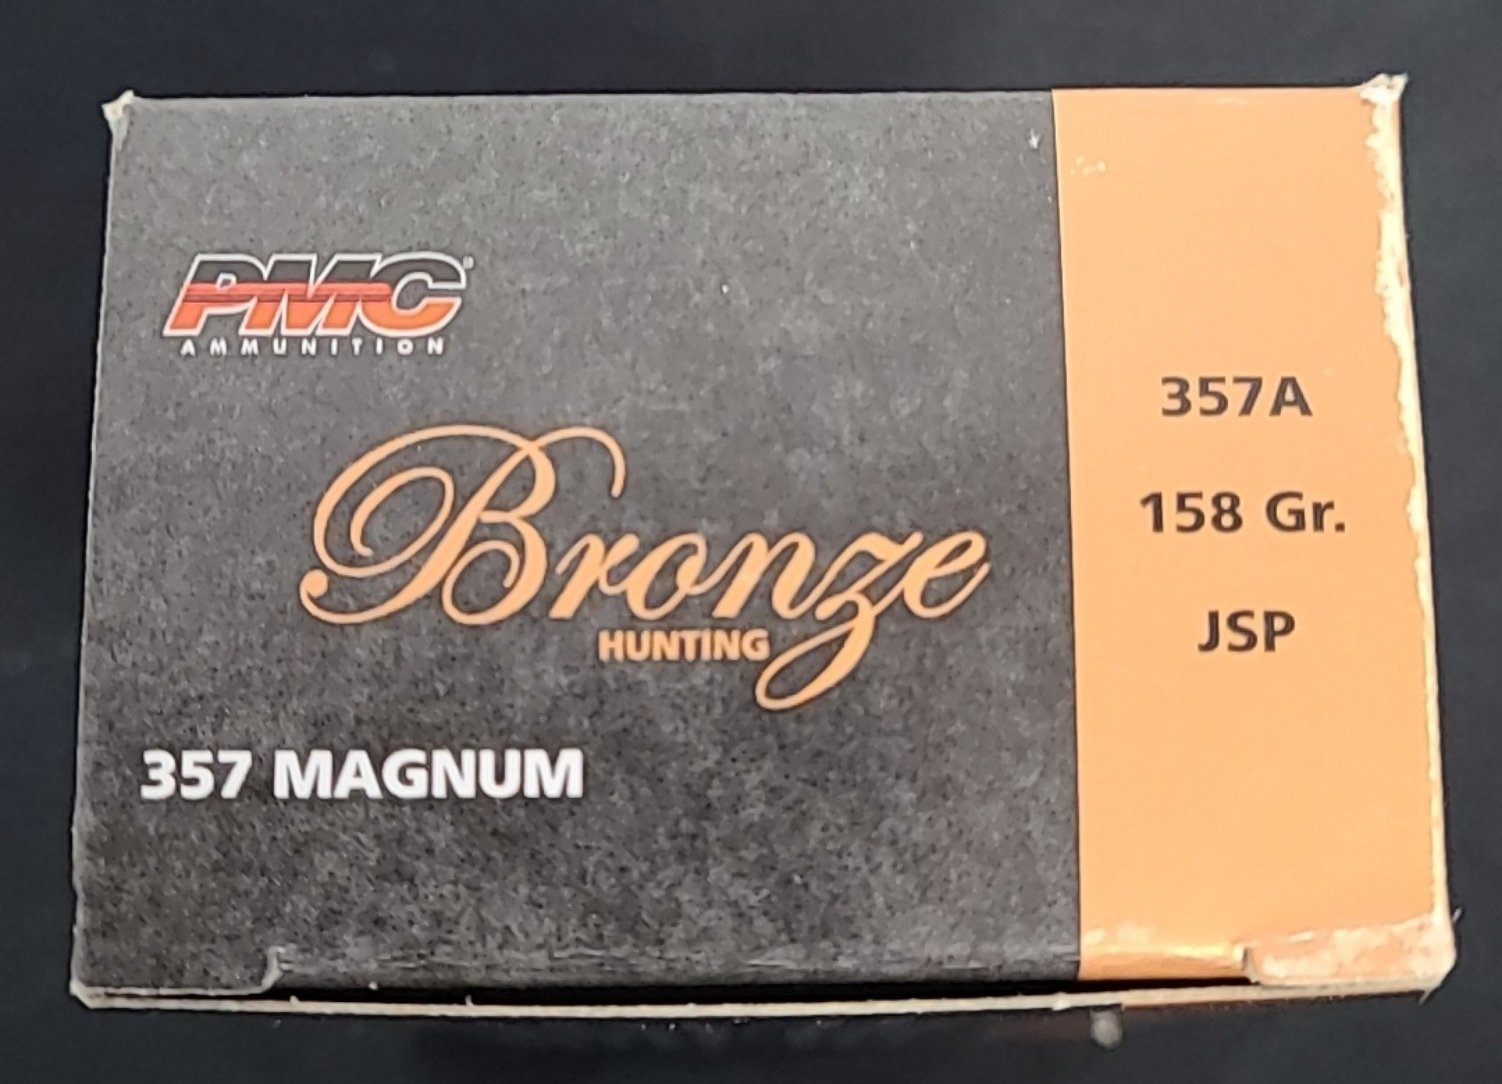 PMC®
AMMUNITION
Bronze
HUNTING
357 MAGNUM
357A
158 Gr.
JSP